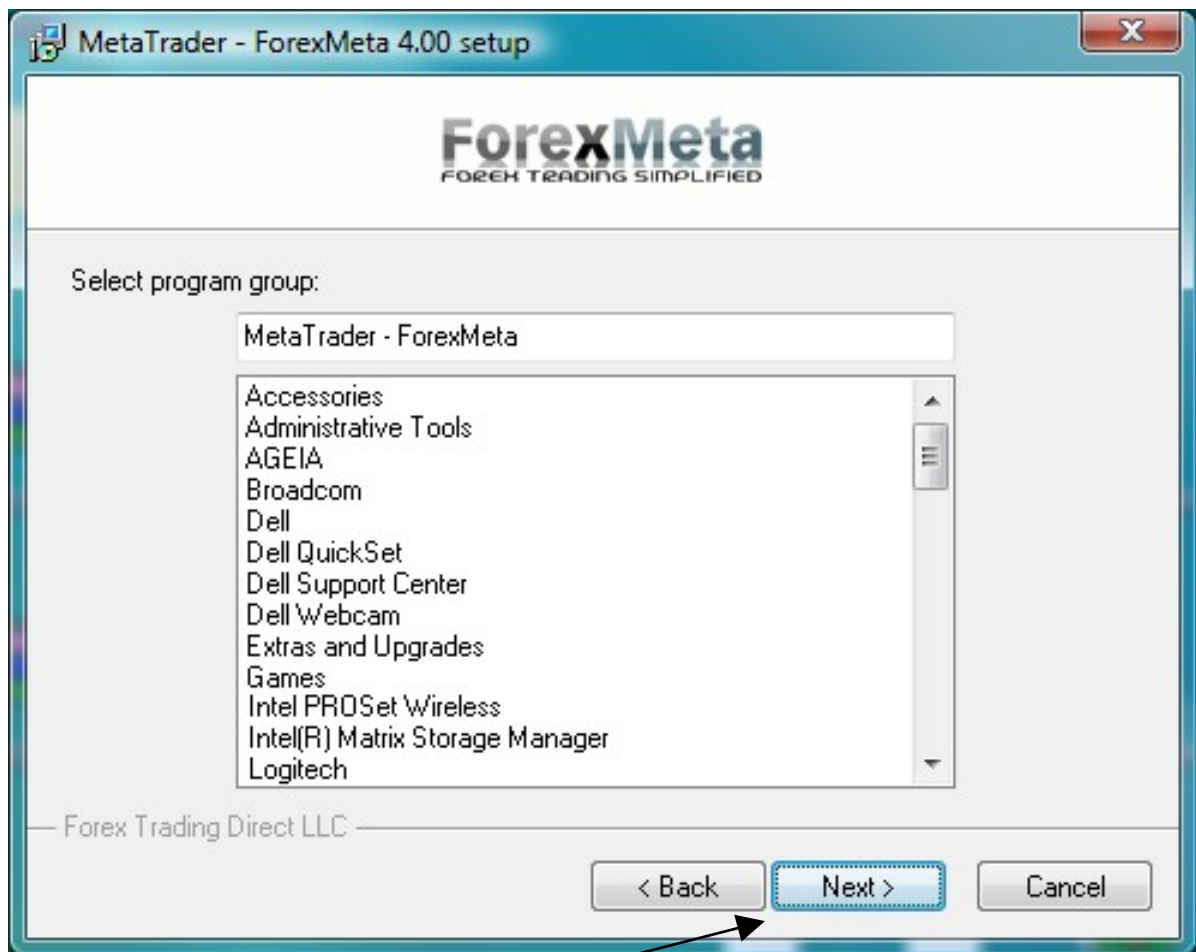 MetaTrader - ForexMeta 4.00 setup
ForexMeta
FOREX TRADING SIMPLIFIED
Select program group:
MetaTrader - ForexMeta
Accessories
Administrative Tools
AGEIA
Broadcom
Dell
Dell QuickSet
Dell Support Center
Dell Webcam
Extras and Upgrades
Games
Intel PROSet Wireless
Intel(R) Matrix Storage Manager
Logitech
Forex Trading Direct LLC
< Back Next > Cancel